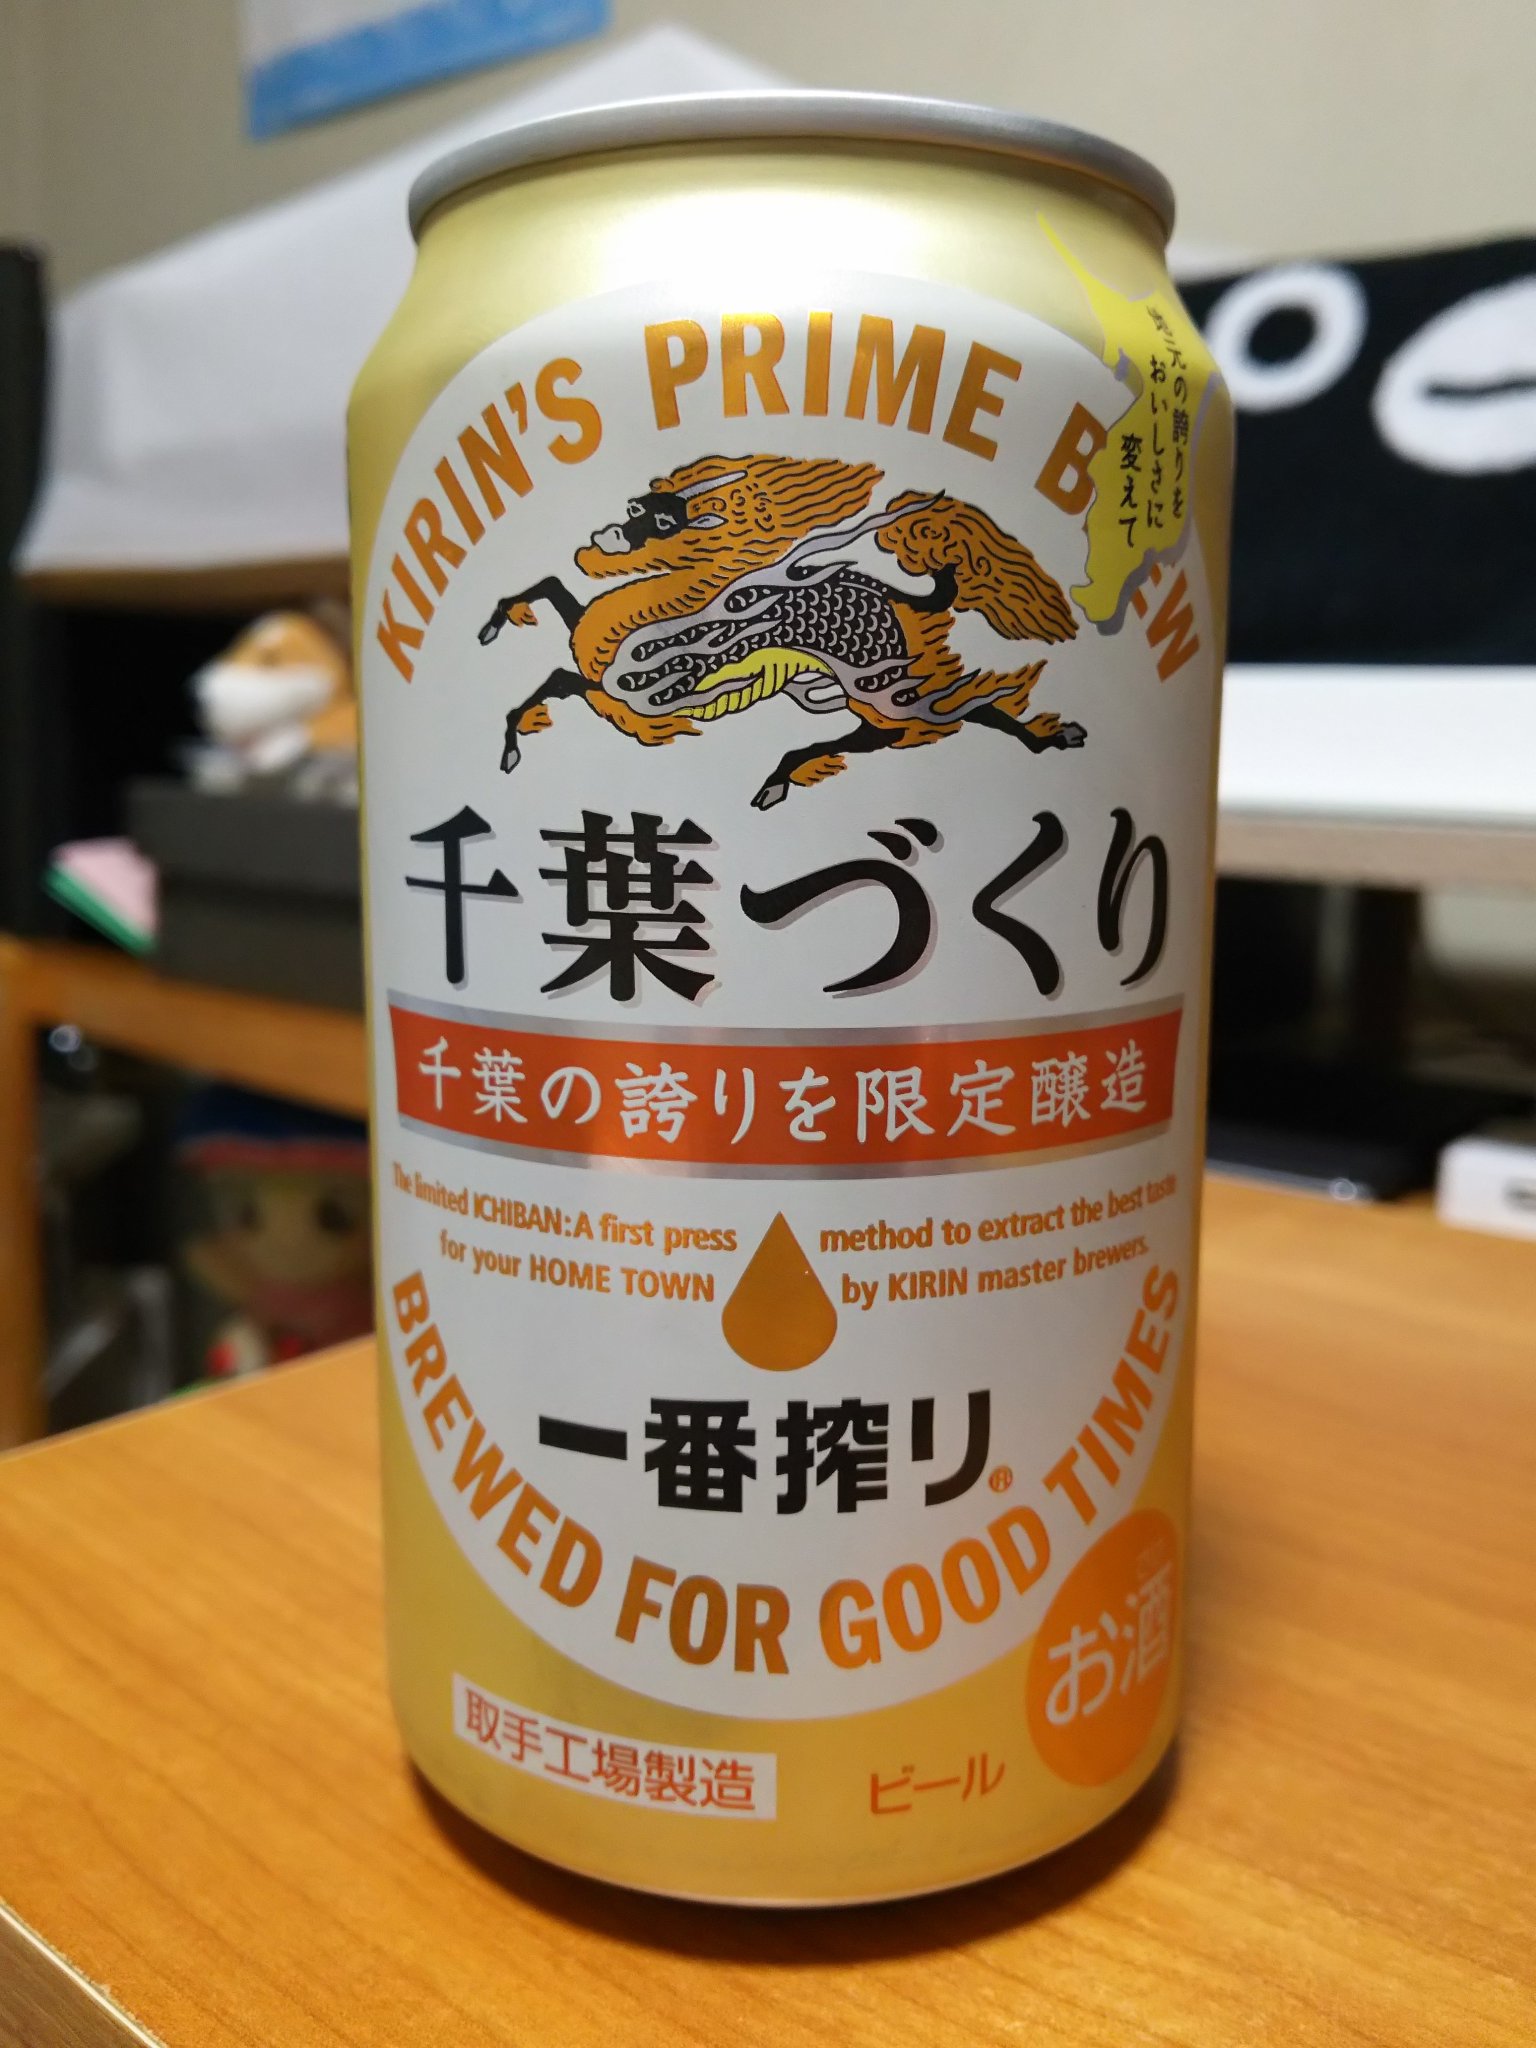 KIRIN'S PRIME BREW
の誇りを
おいしさに
変えて
千葉づくり
千葉の誇りを限定醸造
The limited ICHIBAN:A first press method to extract the best taste
for your HOME TOWN by KIRIN master brewers.
一番搾り®
BREWED FOR GOOD TIMES
お酒
取手工場製造
ビール